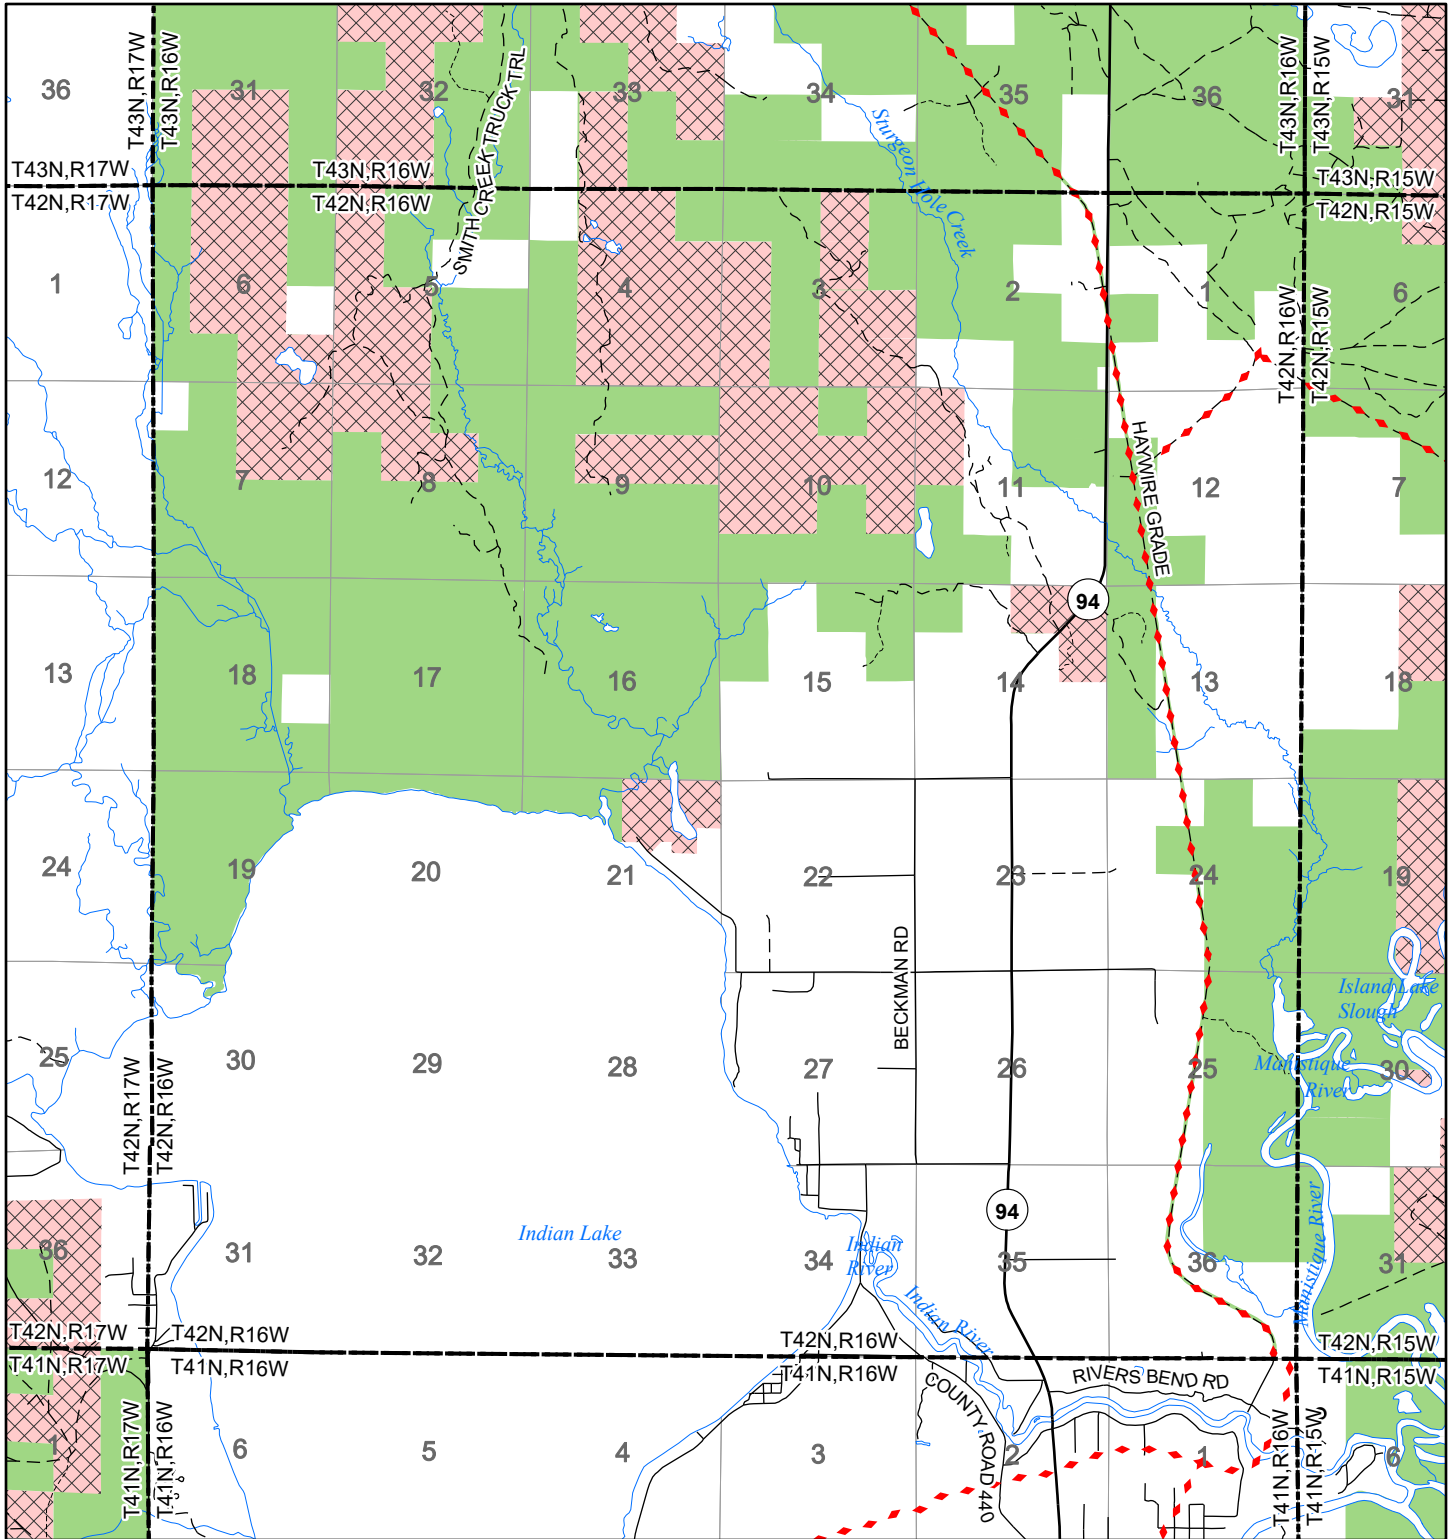 36
31
32
33
34
35
36
31
T43N,R17W
T43N,R16W
T43N,R16W
T43N,R15W
SMITH CREEK TRUCK TRL
Sturgeon Hole Creek
T43N,R17W
T42N,R17W
T43N,R16W
T42N,R16W
T43N,R15W
T42N,R15W
1
6
5
4
3
2
1
6
T42N,R16W
T42N,R15W
12
7
8
9
10
11
12
7
HAYWIRE GRADE
94
13
18
17
16
15
14
13
18
24
19
20
21
22
23
24
19
BECKMAN RD
Island Lake
Slough
25
30
29
28
27
26
25
30
Manistique
River
T42N,R17W
T42N,R16W
94
36
31
32
33
34
35
36
31
Indian Lake
Indian
River
Indian River
Manistique River
T42N,R17W
T41N,R17W
T42N,R16W
T41N,R16W
T42N,R16W
T41N,R16W
T42N,R15W
T41N,R15W
RIVERS BEND RD
COUNTY ROAD 440
1
6
5
4
3
2
1
6
T41N,R17W
T41N,R16W
T41N,R16W
T41N,R15W